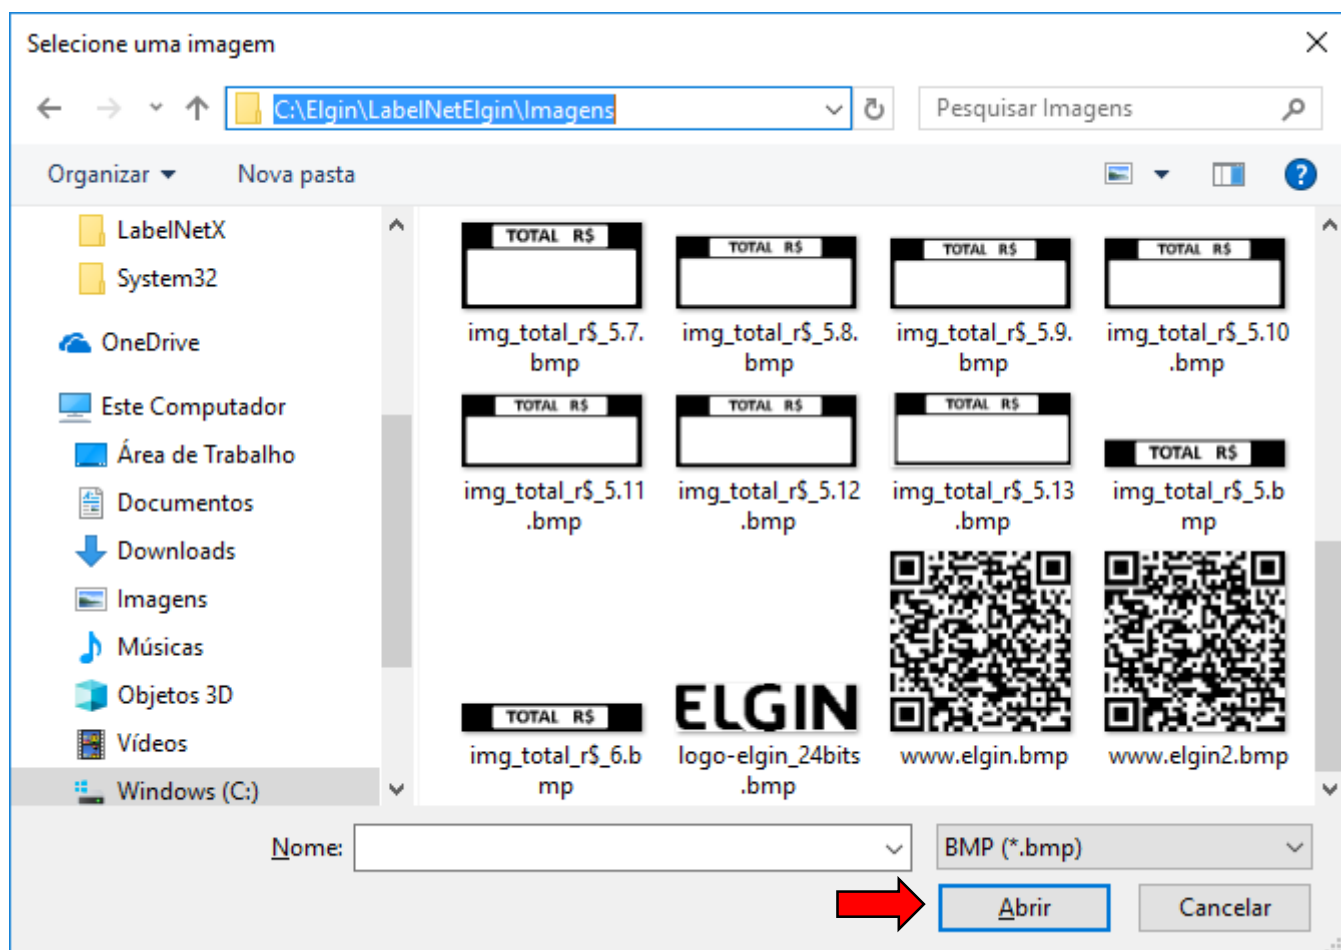 Selecione uma imagem
C:\Elgin\LabelNetElgin\Imagens
Pesquisar Imagens
Organizar
Nova pasta
?
LabelNetX
System32
OneDrive
Este Computador
Área de Trabalho
Documentos
Downloads
Imagens
Músicas
Objetos 3D
Vídeos
Windows (C:)
TOTAL R$
TOTAL R$
TOTAL R$
TOTAL R$
img_total_r$_5.7.
bmp
img_total_r$_5.8.
bmp
img_total_r$_5.9.
bmp
img_total_r$_5.10
.bmp
TOTAL R$
TOTAL R$
TOTAL R$
TOTAL R$
img_total_r$_5.11
.bmp
img_total_r$_5.12
.bmp
img_total_r$_5.13
.bmp
img_total_r$_5.b
mp
TOTAL R$
ELGIN
img_total_r$_6.b
mp
logo-elgin_24bits
.bmp
www.elgin.bmp
www.elgin2.bmp
Nome:
BMP (*.bmp)
Abrir
Cancelar